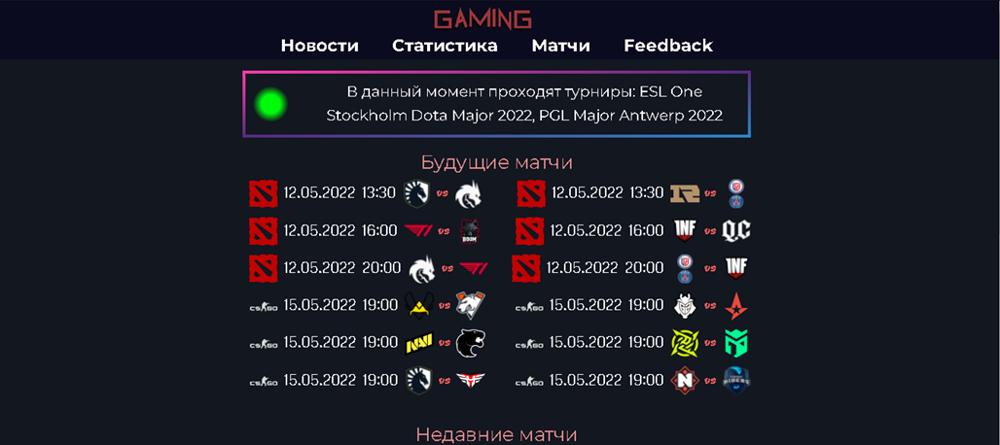 GAMING
Новости Статистика Матчи Feedback
В данный момент проходят турниры: ESL One
Stockholm Dota Major 2022, PGL Major Antwerp 2022
Будущие матчи
12.05.2022 13:30 vs 12.05.2022 13:30 vs
12.05.2022 16:00 vs BOOM 12.05.2022 16:00 INF vs QC
12.05.2022 20:00 vs 12.05.2022 20:00 vs INF
CS:GO 15.05.2022 19:00 vs CS:GO 15.05.2022 19:00 vs
CS:GO 15.05.2022 19:00 NAVI vs CS:GO 15.05.2022 19:00 vs
CS:GO 15.05.2022 19:00 vs CS:GO 15.05.2022 19:00 N vs RIDERS
Недавние матчи